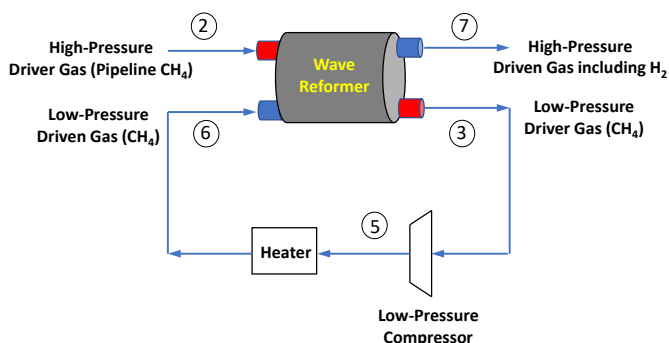 2
7
High-Pressure
Driver Gas (Pipeline CH₄)
Wave
Reformer
High-Pressure
Driven Gas including H₂
Low-Pressure
Driven Gas (CH₄)
6
3
Low-Pressure
Driver Gas (CH₄)
5
Heater
Low-Pressure
Compressor